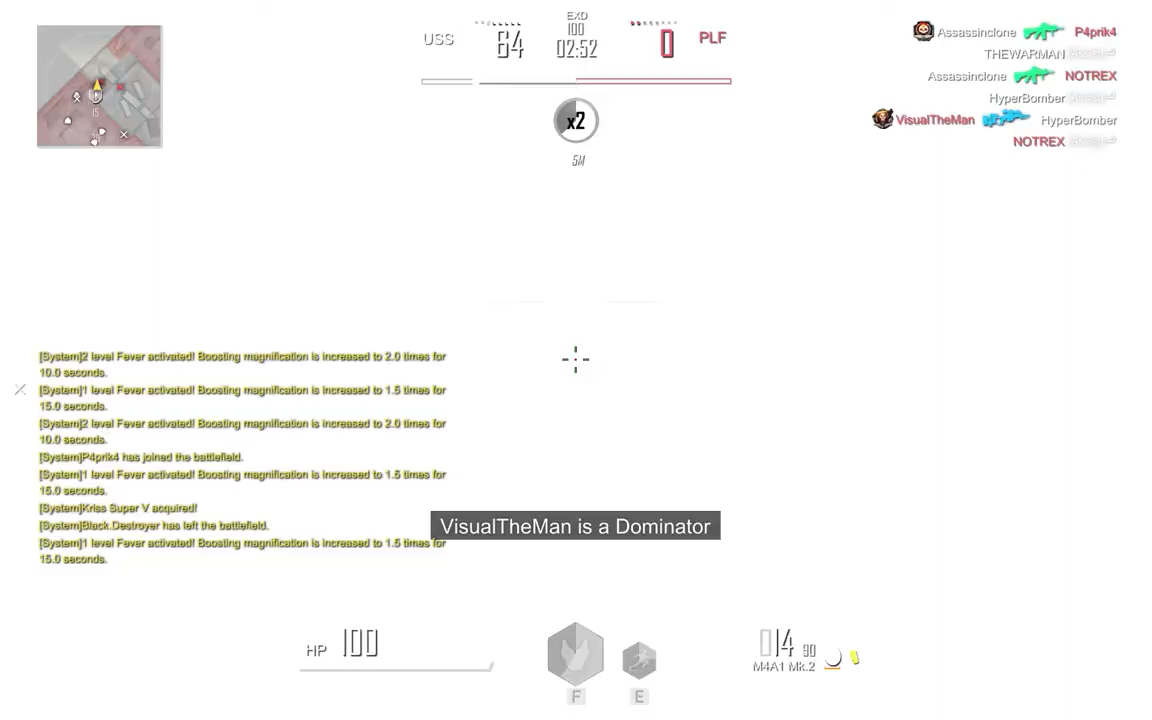 USS 64 EXD 100 02:52 0 PLF
x2
5M
15
Assassinclone P4prik4
THEWARMAN Assist
Assassinclone NOTREX
HyperBomber Assist
VisualTheMan HyperBomber
NOTREX Assist
[System]2 level Fever activated! Boosting magnification is increased to 2.0 times for
10.0 seconds.
[System]1 level Fever activated! Boosting magnification is increased to 1.5 times for
15.0 seconds.
[System]2 level Fever activated! Boosting magnification is increased to 2.0 times for
10.0 seconds.
[System]P4prik4 has joined the battlefield.
[System]1 level Fever activated! Boosting magnification is increased to 1.5 times for
15.0 seconds.
[System]Kriss Super V acquired!
[System]Black.Destroyer has left the battlefield.
[System]1 level Fever activated! Boosting magnification is increased to 1.5 times for
15.0 seconds.
VisualTheMan is a Dominator
HP 100
F
E
014 90
M4A1 Mk.2